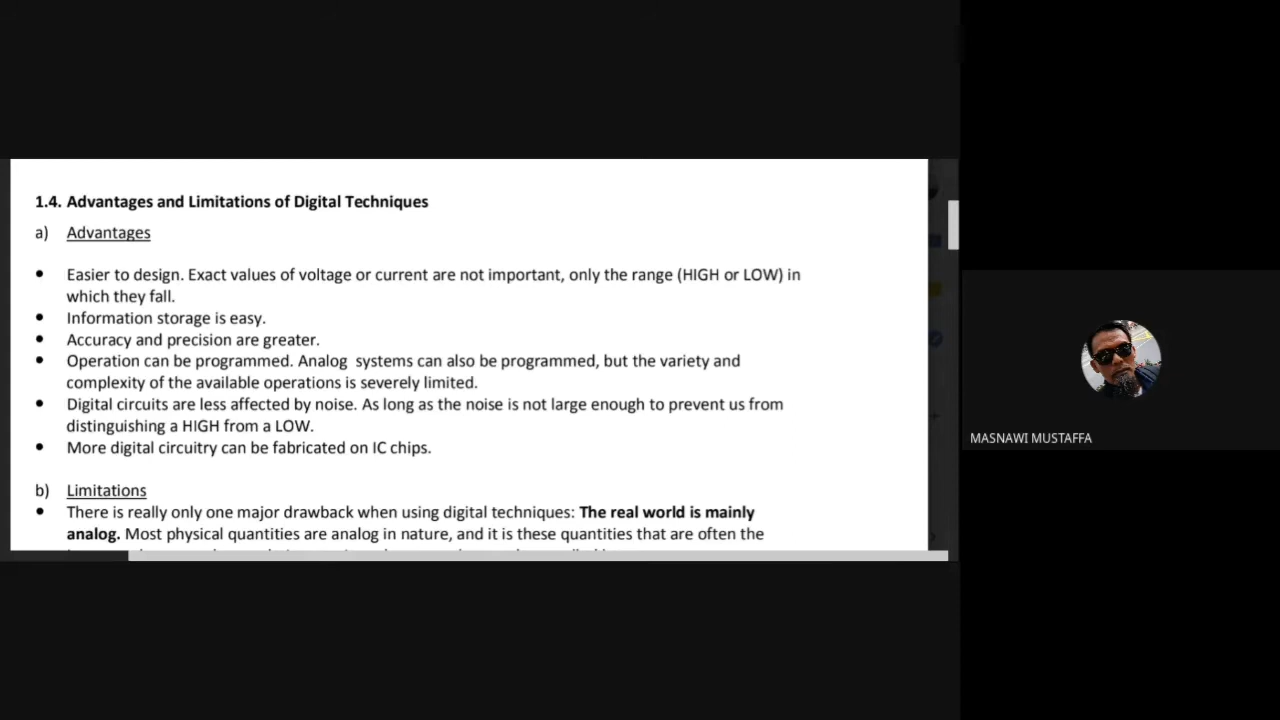 1.4. Advantages and Limitations of Digital Techniques
a) Advantages
• Easier to design. Exact values of voltage or current are not important, only the range (HIGH or LOW) in
which they fall.
• Information storage is easy.
• Accuracy and precision are greater.
• Operation can be programmed. Analog systems can also be programmed, but the variety and
complexity of the available operations is severely limited.
• Digital circuits are less affected by noise. As long as the noise is not large enough to prevent us from
distinguishing a HIGH from a LOW.
• More digital circuitry can be fabricated on IC chips.
b) Limitations
• There is really only one major drawback when using digital techniques: The real world is mainly
analog. Most physical quantities are analog in nature, and it is these quantities that are often the
MASNAWI MUSTAFFA